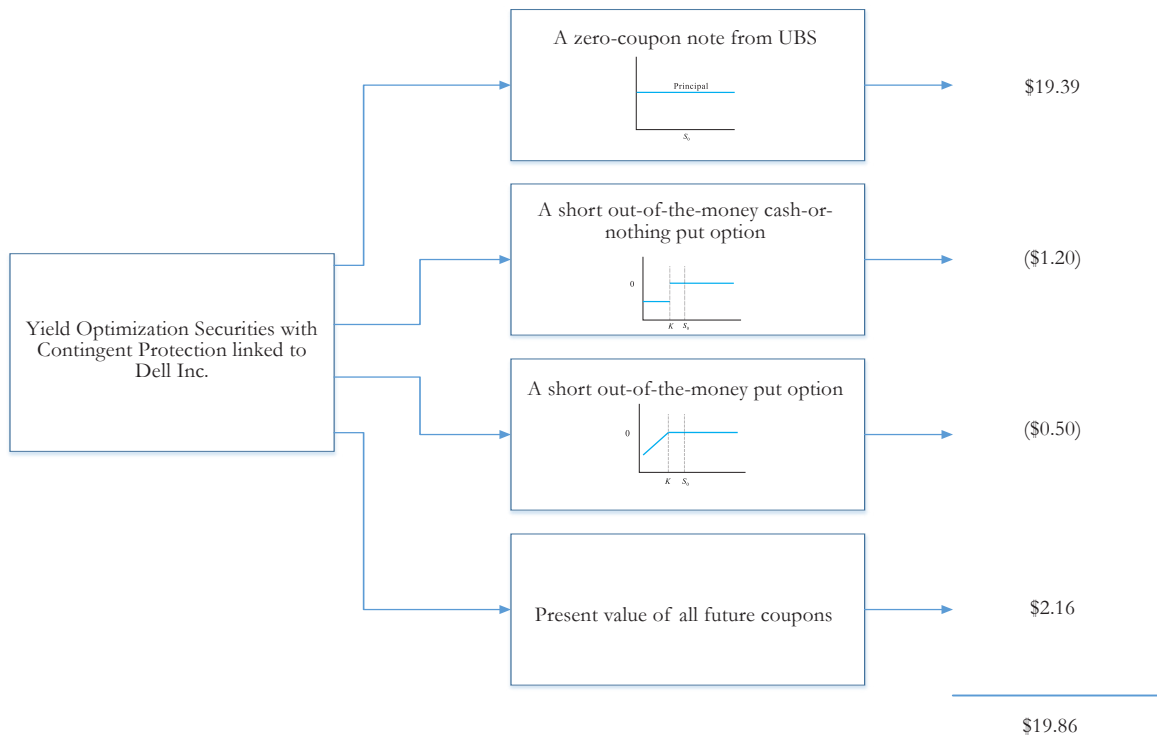 A zero-coupon note from UBS
Principal
S₀
$19.39
A short out-of-the-money cash-or-
nothing put option
0
K S₀
($1.20)
Yield Optimization Securities with
Contingent Protection linked to
Dell Inc.
A short out-of-the-money put option
0
K S₀
($0.50)
Present value of all future coupons
$2.16
$19.86